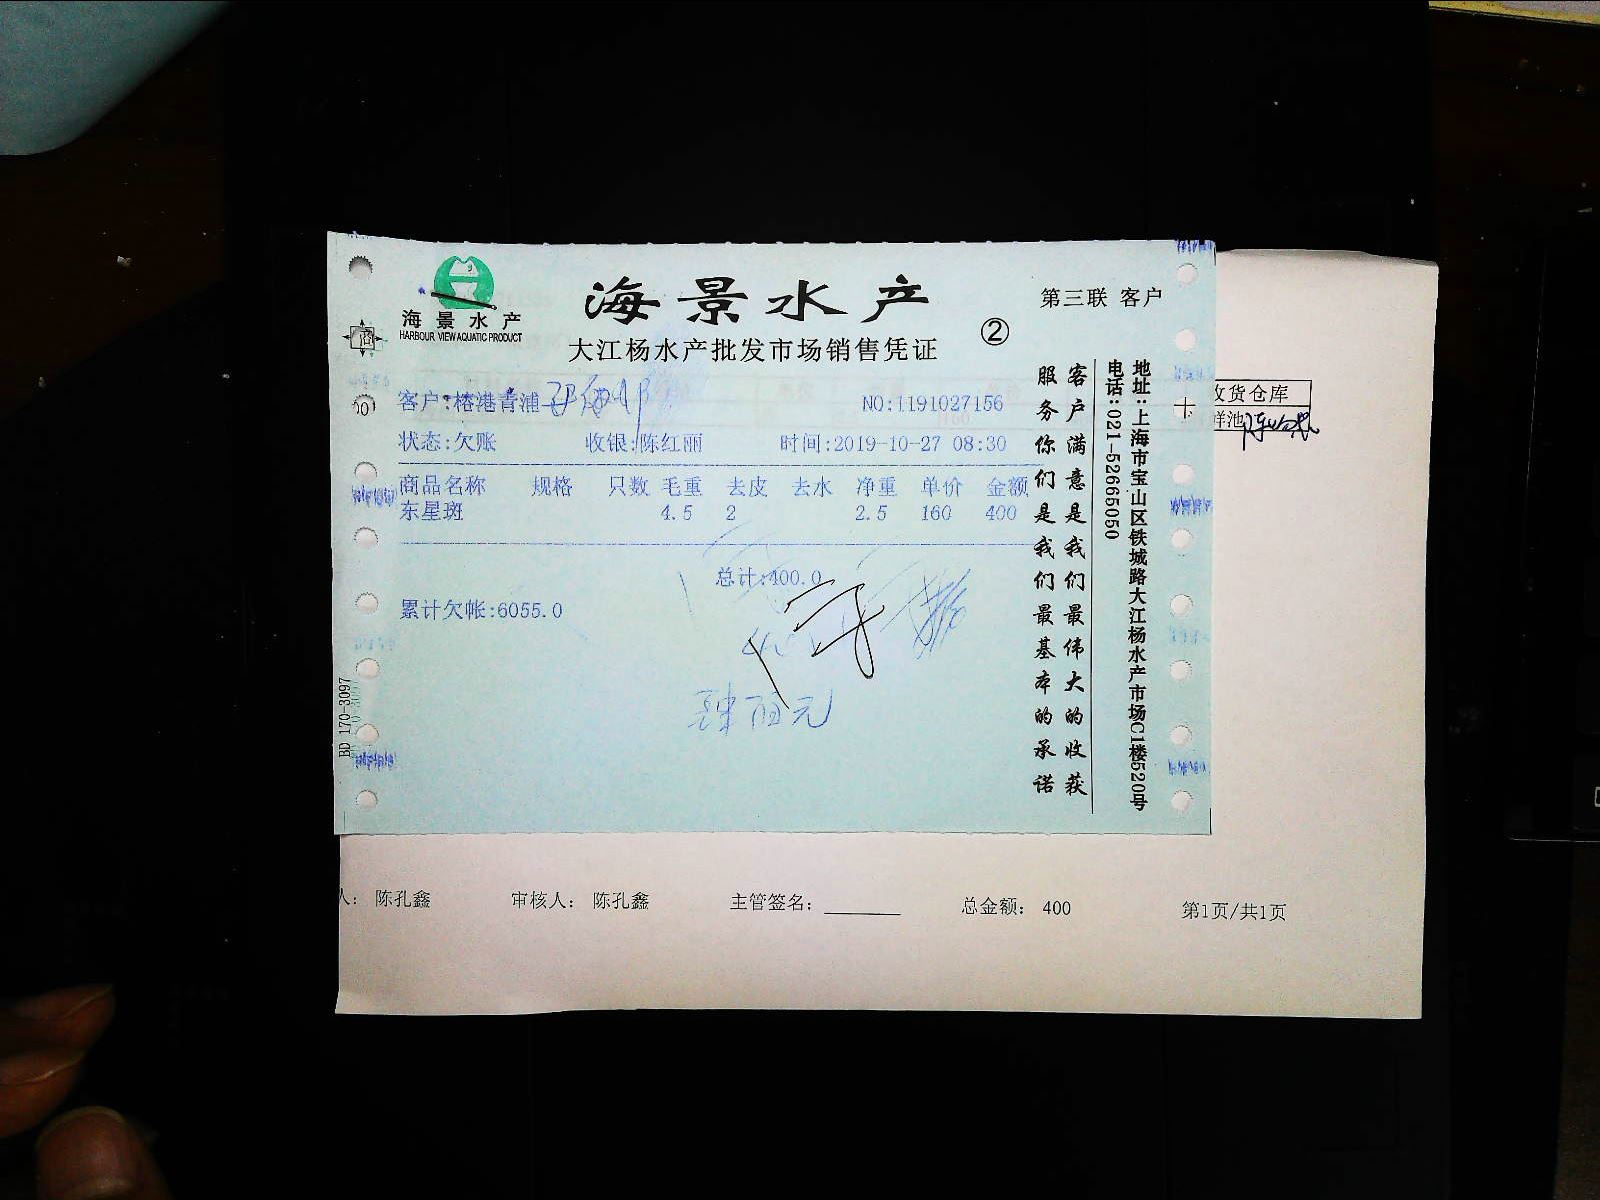 海景水产
HARBOUR VIEW AQUATIC PRODUCT
海景水产
大江杨水产批发市场销售凭证
②
第三联 客户
客户:榕港青浦
NO:1191027156
状态:欠账 收银:陈红丽 时间:2019-10-27 08:30
商品名称 规格 只数 毛重 去皮 去水 净重 单价 金额
东星斑 4.5 2 2.5 160 400
总计:400.0
累计欠帐:6055.0
肆佰元
客户满意是我们最伟大的收获
服务你们是我们最基本的承诺
地址:上海市宝山区铁城路大江杨水产市场C1楼520号
电话:021-52665050
BD 170-3097
收货仓库
鲜池
人: 陈孔鑫 审核人: 陈孔鑫 主管签名: 总金额: 400 第1页/共1页